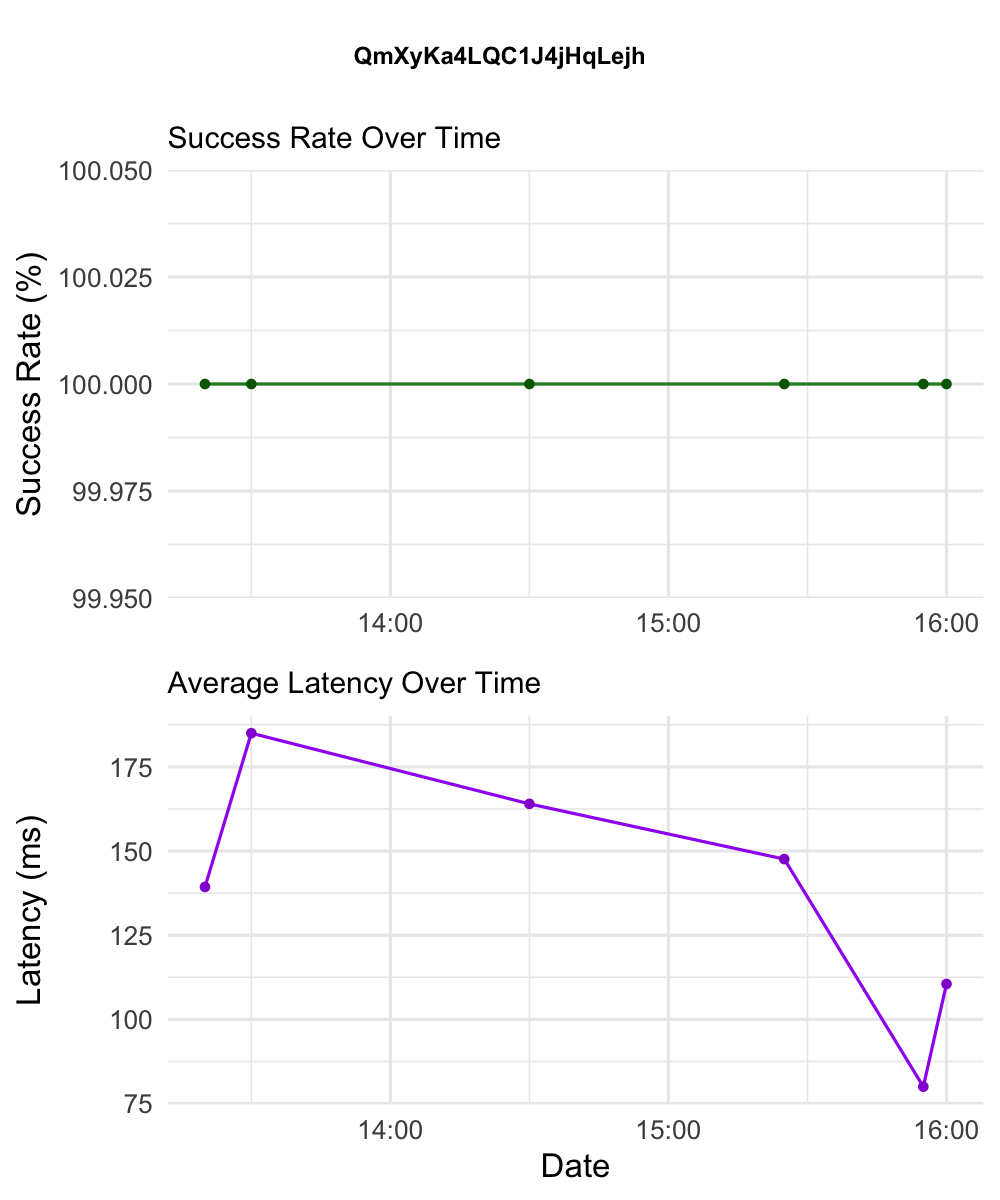 QmXyKa4LQC1J4jHqLejh
Success Rate Over Time
Success Rate (%)
100.050
100.025
100.000
99.975
99.950
14:00 15:00 16:00
Average Latency Over Time
Latency (ms)
175
150
125
100
75
14:00 15:00 16:00
Date